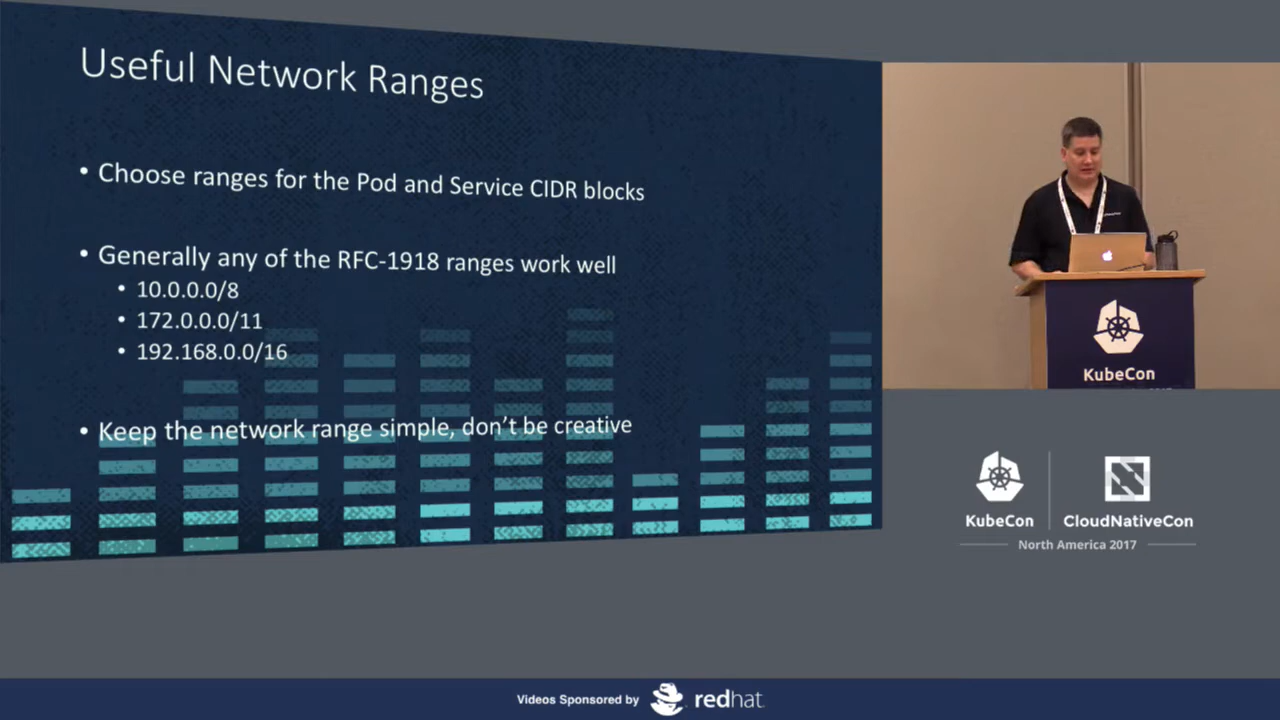 Useful Network Ranges
• Choose ranges for the Pod and Service CIDR blocks
• Generally any of the RFC-1918 ranges work well
• 10.0.0.0/8
• 172.0.0.0/11
• 192.168.0.0/16
• Keep the network range simple, don't be creative
KubeCon
KubeCon
CloudNativeCon
North America 2017
Videos Sponsored by
redhat.